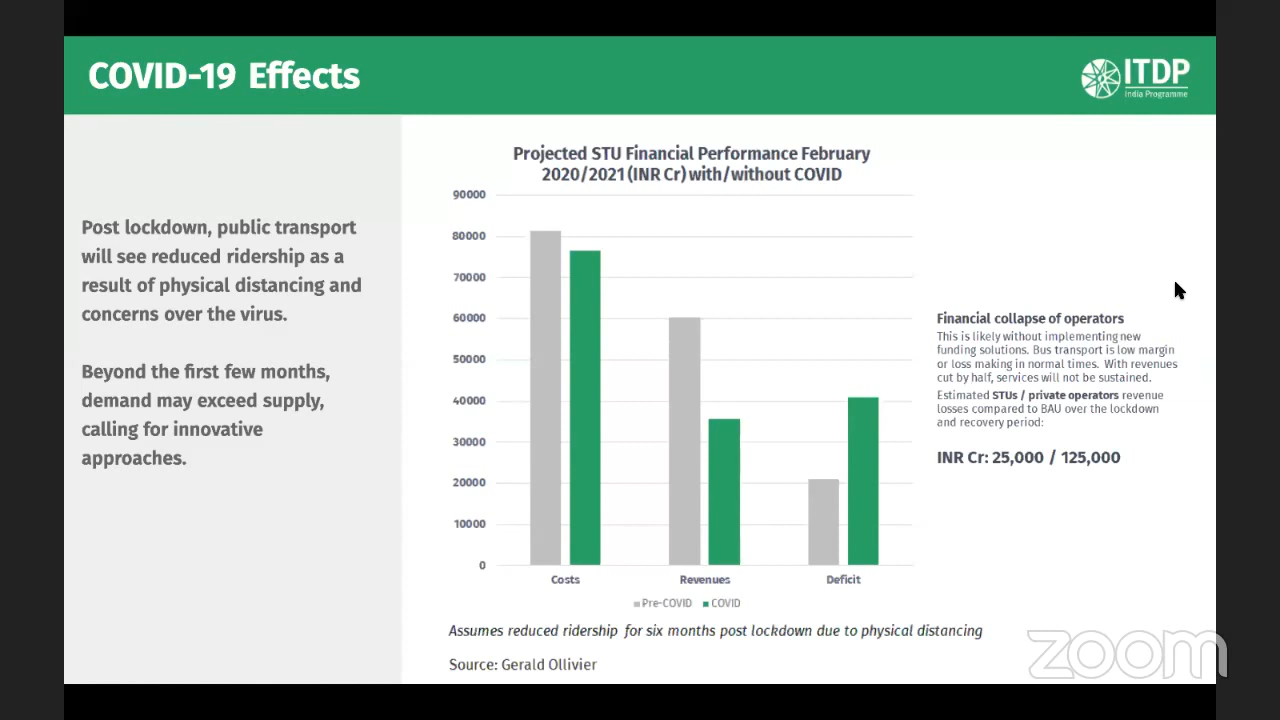 COVID-19 Effects
ITDP
India Programme
Post lockdown, public transport
will see reduced ridership as a
result of physical distancing and
concerns over the virus.
Beyond the first few months,
demand may exceed supply,
calling for innovative
approaches.
Projected STU Financial Performance February
2020/2021 (INR Cr) with/without COVID
90000
80000
70000
60000
50000
40000
30000
20000
10000
0
Costs
Revenues
Deficit
Pre-COVID
COVID
Financial collapse of operators
This is likely without implementing new
funding solutions. Bus transport is low margin
or loss making in normal times. With revenues
cut by half, services will not be sustained.
Estimated STUs / private operators revenue
losses compared to BAU over the lockdown
and recovery period:
INR Cr: 25,000 / 125,000
Assumes reduced ridership for six months post lockdown due to physical distancing
Source: Gerald Ollivier
zoom